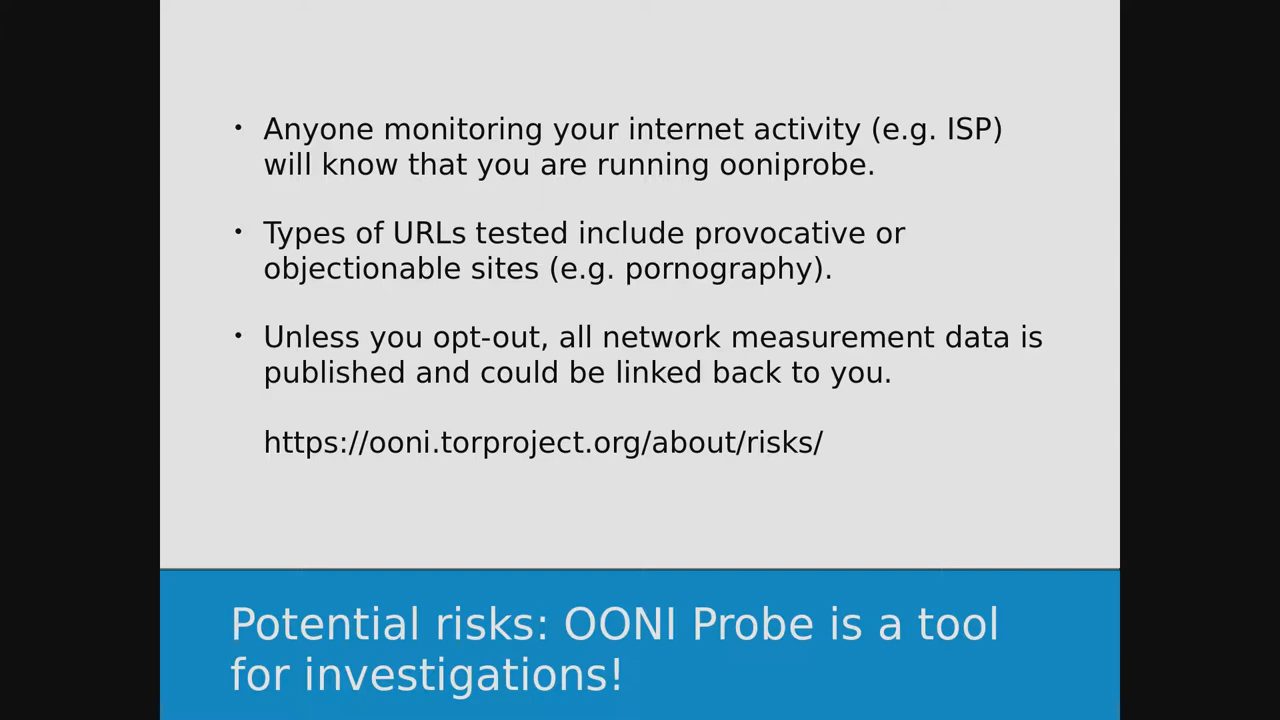 • Anyone monitoring your internet activity (e.g. ISP)
will know that you are running ooniprobe.
• Types of URLs tested include provocative or
objectionable sites (e.g. pornography).
• Unless you opt-out, all network measurement data is
published and could be linked back to you.
https://ooni.torproject.org/about/risks/
Potential risks: OONI Probe is a tool
for investigations!